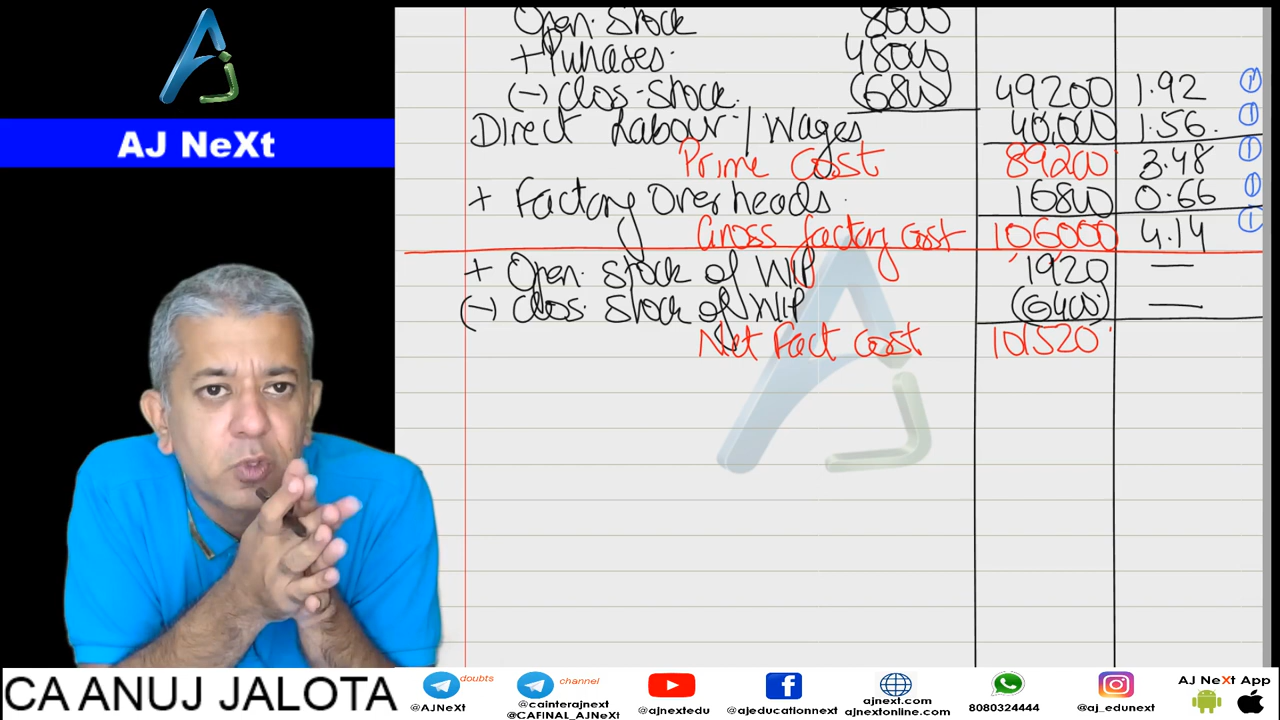 Open. Stock 8000
+ Puhases. 48000
(-) Clos. Stock. (6800) 49200 1.92 ①
Direct Labour / Wages 40,000 1.56. ①
Prime Cost 89200 3.48 ①
+ Factory Overheads. 16800 0.66 ①
Gross factory cost 106000 4.14 ①
+ Open. stock of WIP 1920 —
(-) Clos. stock of WIP (6400) —
Net Fact cost 101520
AJ NeXt
CA ANUJ JALOTA
doubts
@AJNeXt
channel
@cainterajnext
@CAFINAL_AJNeXt
@ajnextedu
@ajeducationnext
ajnext.com
ajnextonline.com
8080324444
@aj_edunext
AJ NeXt App